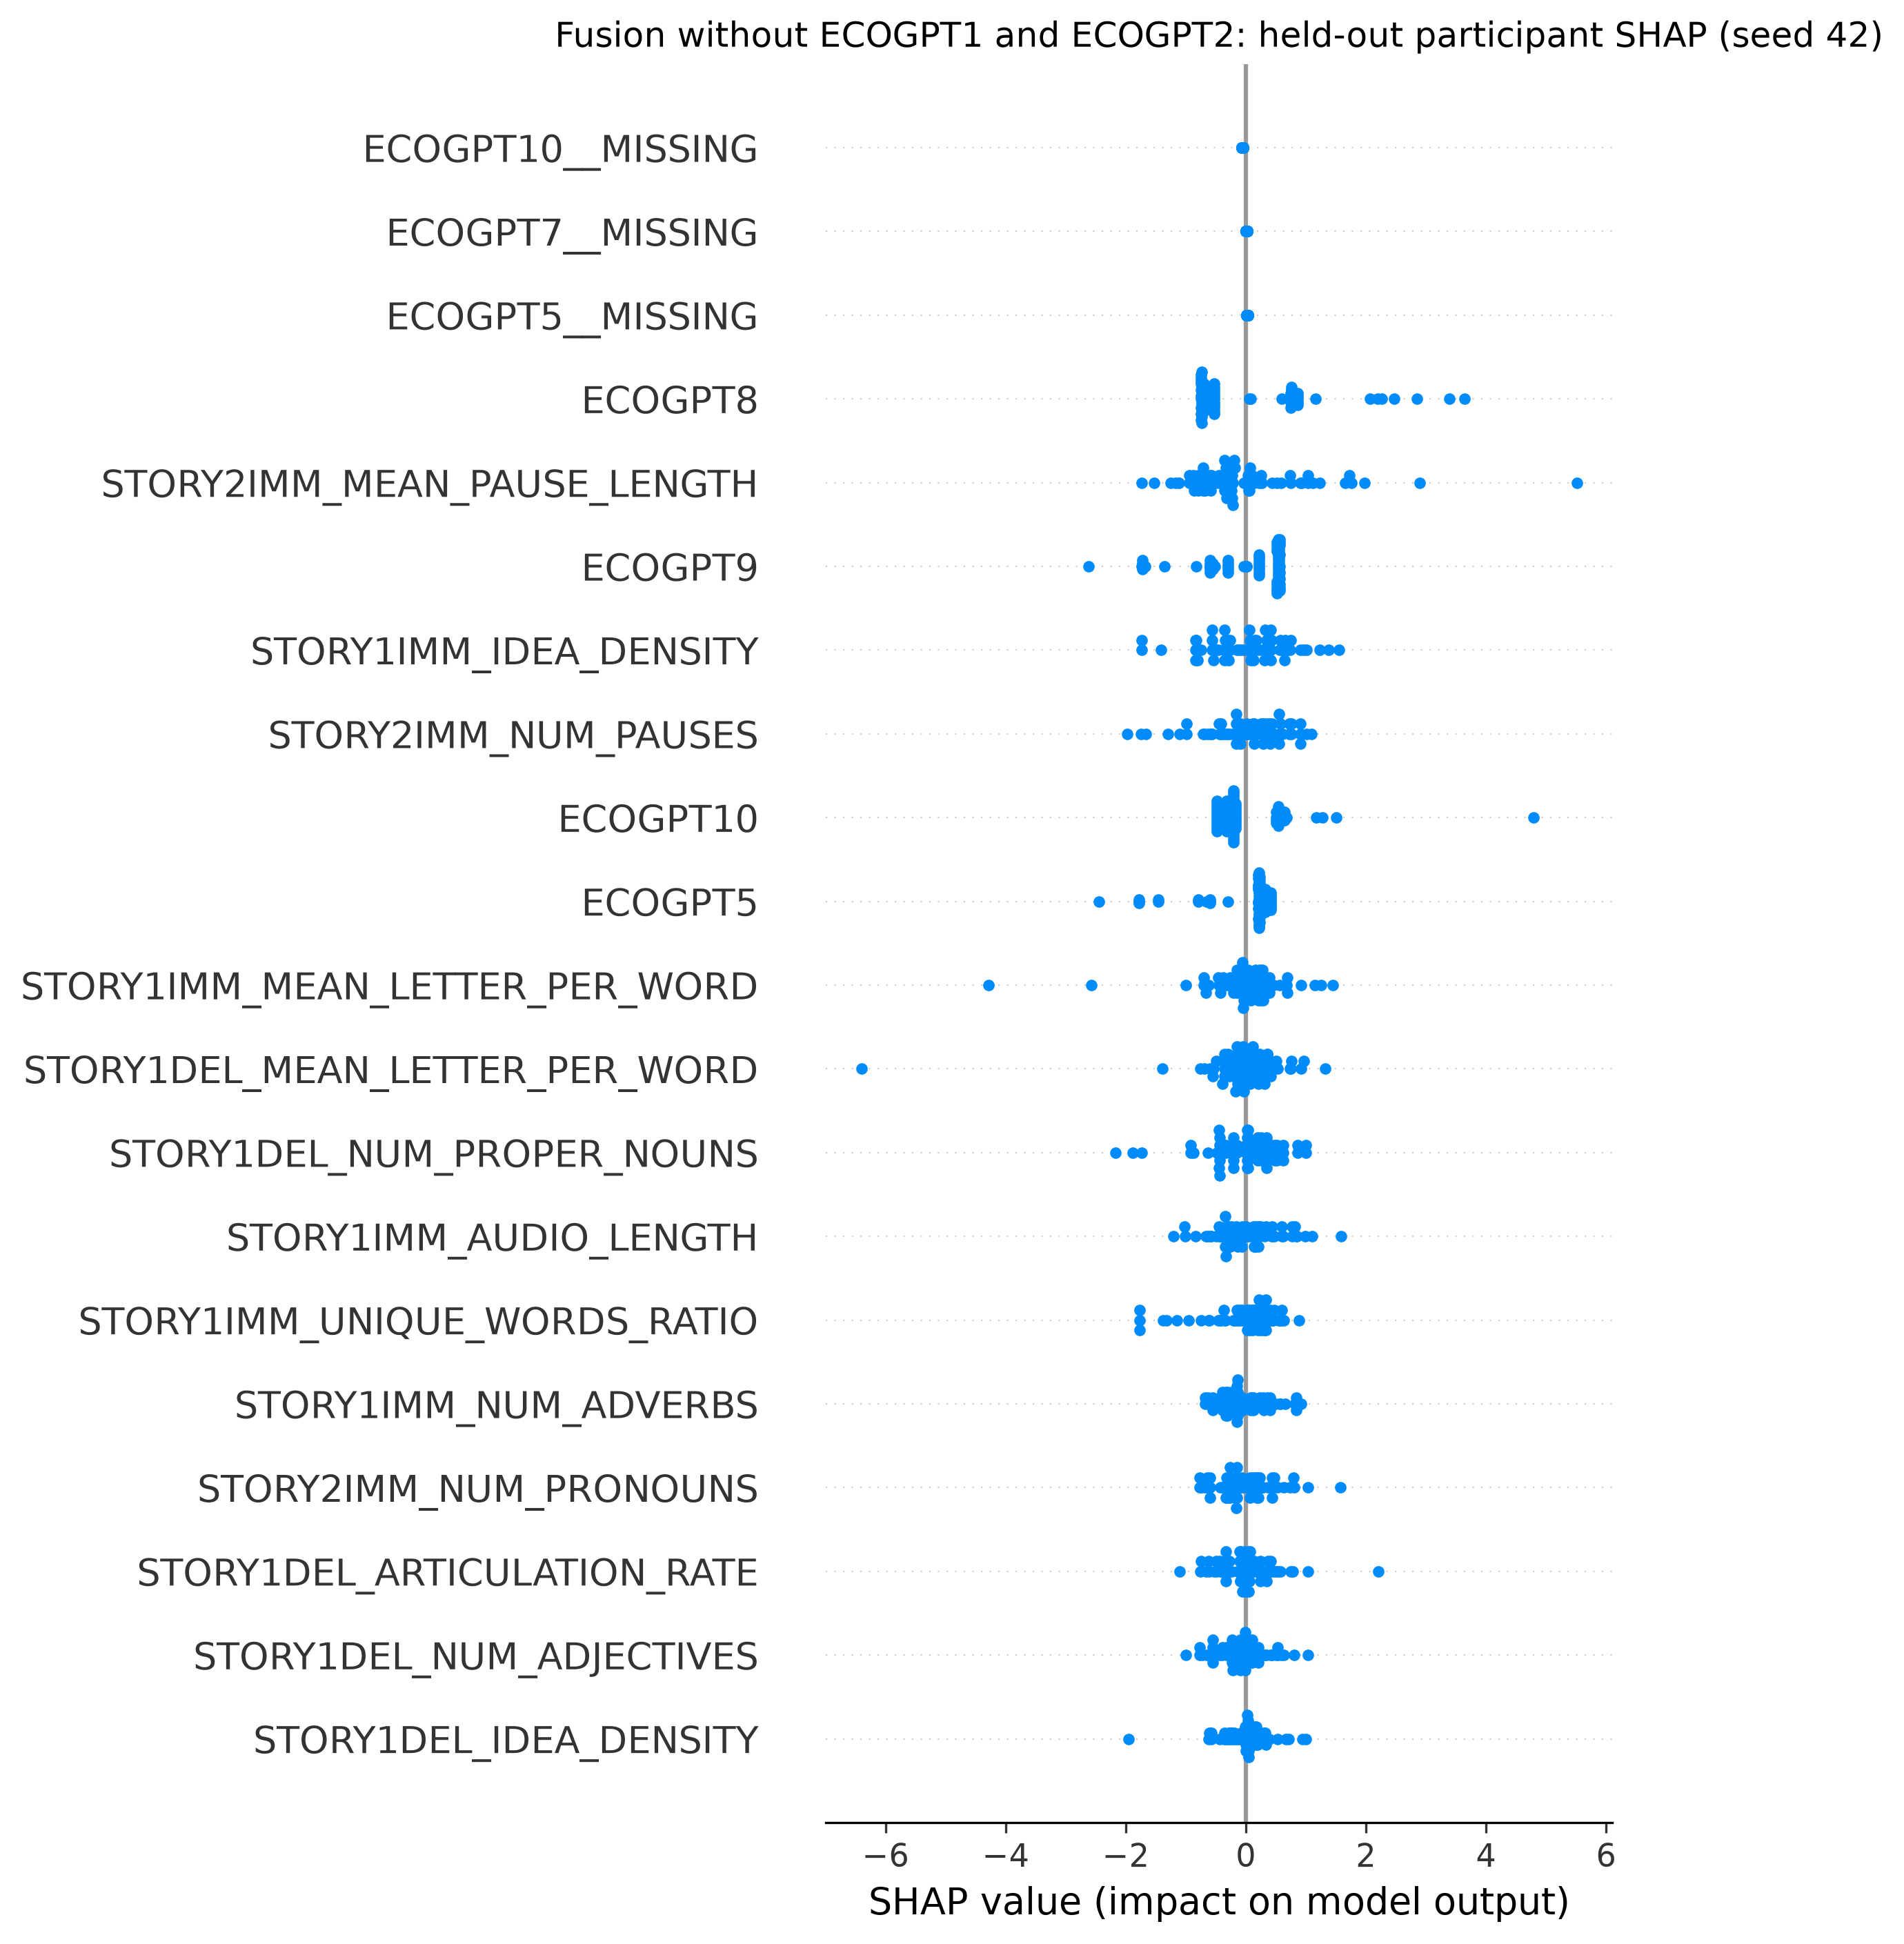 Fusion without ECOGPT1 and ECOGPT2: held-out participant SHAP (seed 42)
ECOGPT10__MISSING
ECOGPT7__MISSING
ECOGPT5__MISSING
ECOGPT8
STORY2IMM_MEAN_PAUSE_LENGTH
ECOGPT9
STORY1IMM_IDEA_DENSITY
STORY2IMM_NUM_PAUSES
ECOGPT10
ECOGPT5
STORY1IMM_MEAN_LETTER_PER_WORD
STORY1DEL_MEAN_LETTER_PER_WORD
STORY1DEL_NUM_PROPER_NOUNS
STORY1IMM_AUDIO_LENGTH
STORY1IMM_UNIQUE_WORDS_RATIO
STORY1IMM_NUM_ADVERBS
STORY2IMM_NUM_PRONOUNS
STORY1DEL_ARTICULATION_RATE
STORY1DEL_NUM_ADJECTIVES
STORY1DEL_IDEA_DENSITY
−6 −4 −2 0 2 4 6
SHAP value (impact on model output)